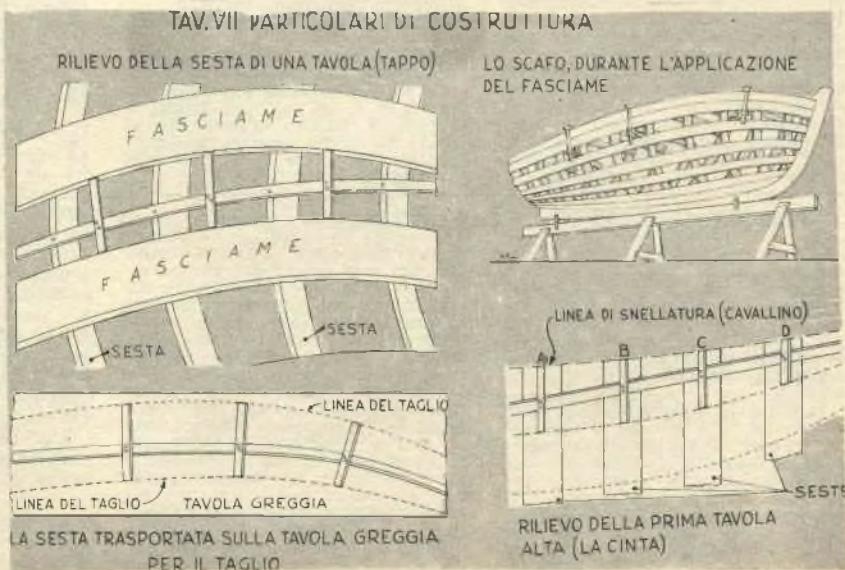 TAV. VII PARTICOLARI DI COSTRUTTURA
RILIEVO DELLA SESTA DI UNA TAVOLA (TAPPO)
FASCIAME
FASCIAME
SESTA
SESTA
LO SCAFO, DURANTE L'APPLICAZIONE
DEL FASCIAME
LINEA DEL TAGLIO
LINEA DEL TAGLIO
TAVOLA GREGGIA
LA SESTA TRASPORTATA SULLA TAVOLA GREGGIA
PER IL TAGLIO
LINEA DI SNELLATURA (CAVALLINO)
A
B
C
D
SESTE
RILIEVO DELLA PRIMA TAVOLA
ALTA (LA CINTA)